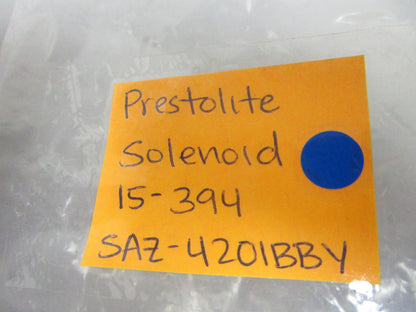 Prestolite
Solenoid
15-394
SAZ-4201BBY